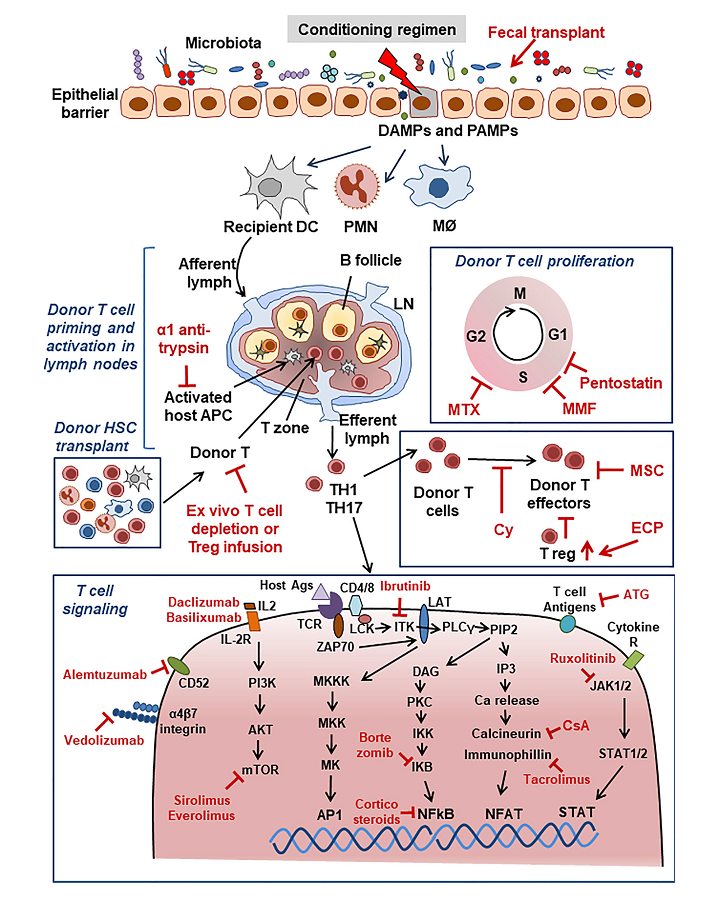 Conditioning regimen
Fecal transplant
Microbiota
Epithelial
barrier
DAMPs and PAMPs
Recipient DC
PMN
MØ
Afferent
lymph
B follicle
LN
Donor T cell
priming and
activation in
lymph nodes
α1 anti-
trypsin
Activated
host APC
T zone
Efferent
lymph
Donor HSC
transplant
Donor T
Ex vivo T cell
depletion or
Treg infusion
TH1
TH17
Donor T cell proliferation
M
G2
G1
S
Pentostatin
MTX
MMF
Donor T
cells
Donor T
effectors
MSC
Cy
ECP
T reg
T cell
signaling
Host Ags
CD4/8
Ibrutinib
Daclizumab
Basilixumab
IL2
TCR
LCK
ITK
LAT
PLCγ
PIP2
T cell
Antigens
ATG
Cytokine
R
IL-2R
ZAP70
Alemtuzumab
CD52
PI3K
MKKK
DAG
IP3
Ruxolitinib
JAK1/2
α4β7
integrin
Vedolizumab
AKT
MKK
PKC
Ca release
IKK
Calcineurin
CsA
Borte
zomib
mTOR
MK
IKB
Immunophillin
STAT1/2
Tacrolimus
Sirolimus
Everolimus
Cortico
steroids
AP1
NFkB
NFAT
STAT